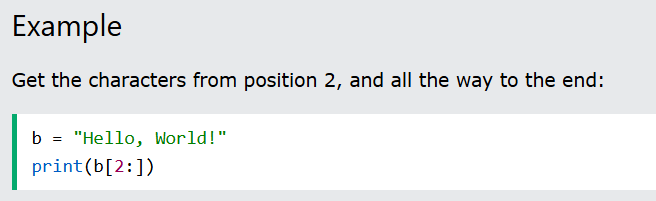 Example
Get the characters from position 2, and all the way to the end:
b = "Hello, World!"
print(b[2:])